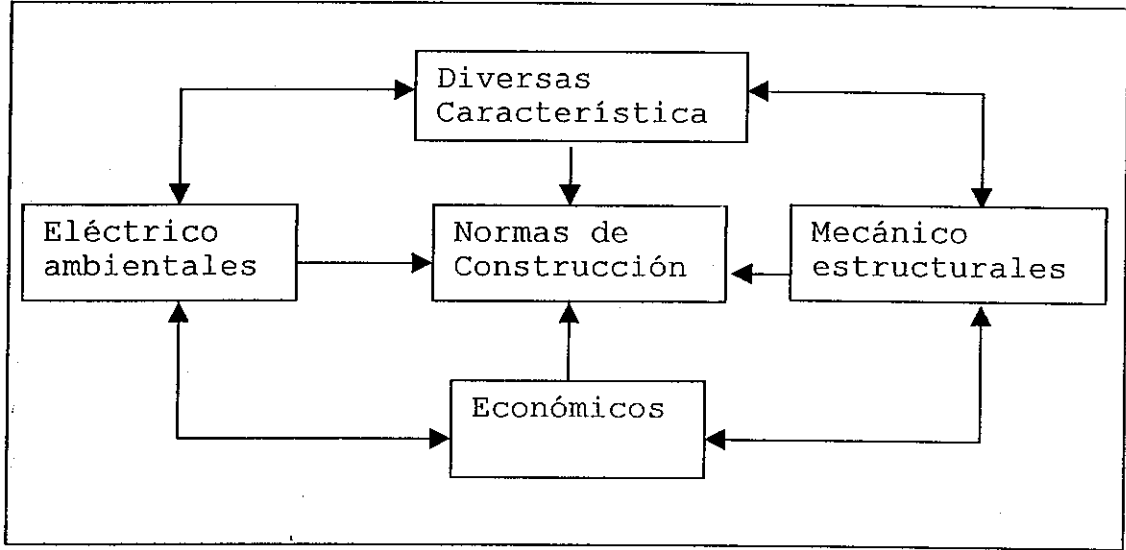 Diversas
Característica
Eléctrico
ambientales
Normas de
Construcción
Mecánico
estructurales
Económicos